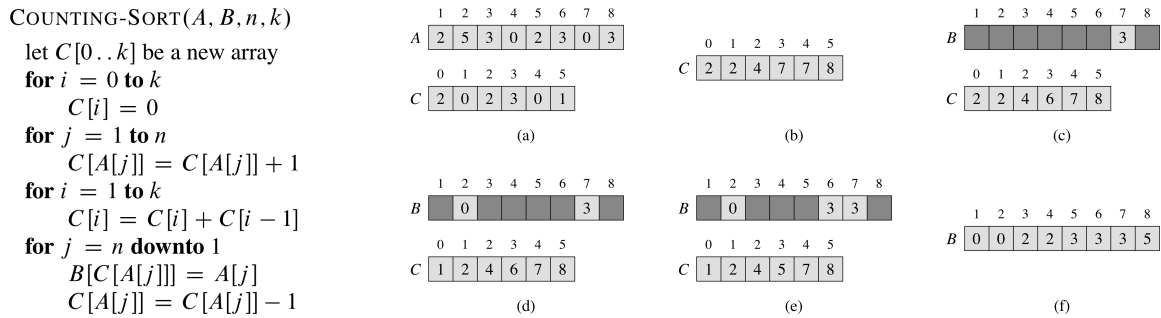 COUNTING-SORT(A, B, n, k)
let C[0 . . k] be a new array
for i = 0 to k
C[i] = 0
for j = 1 to n
C[A[j]] = C[A[j]] + 1
for i = 1 to k
C[i] = C[i] + C[i − 1]
for j = n downto 1
B[C[A[j]]] = A[j]
C[A[j]] = C[A[j]] − 1
1 2 3 4 5 6 7 8
A 2 5 3 0 2 3 0 3
0 1 2 3 4 5
C 2 0 2 3 0 1
(a)
0 1 2 3 4 5
C 2 2 4 7 7 8
(b)
1 2 3 4 5 6 7 8
B 3
0 1 2 3 4 5
C 2 2 4 6 7 8
(c)
1 2 3 4 5 6 7 8
B 0 3
0 1 2 3 4 5
C 1 2 4 6 7 8
(d)
1 2 3 4 5 6 7 8
B 0 3 3
0 1 2 3 4 5
C 1 2 4 5 7 8
(e)
1 2 3 4 5 6 7 8
B 0 0 2 2 3 3 3 5
(f)